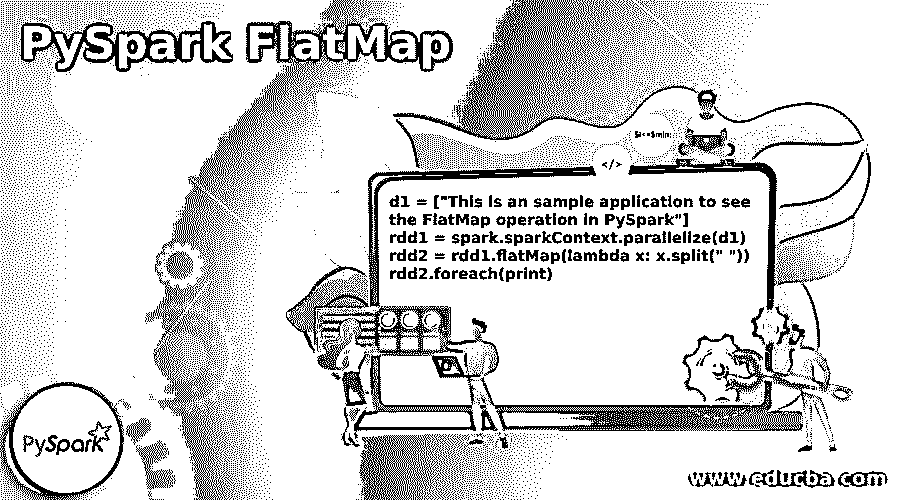 PySpark FlatMap
$i<=$min;
</>
d1 = ["This is an sample application to see
the FlatMap operation in PySpark"]
rdd1 = spark.sparkContext.parallelize(d1)
rdd2 = rdd1.flatMap(lambda x: x.split(" "))
rdd2.foreach(print)
PySpark
www.educba.com